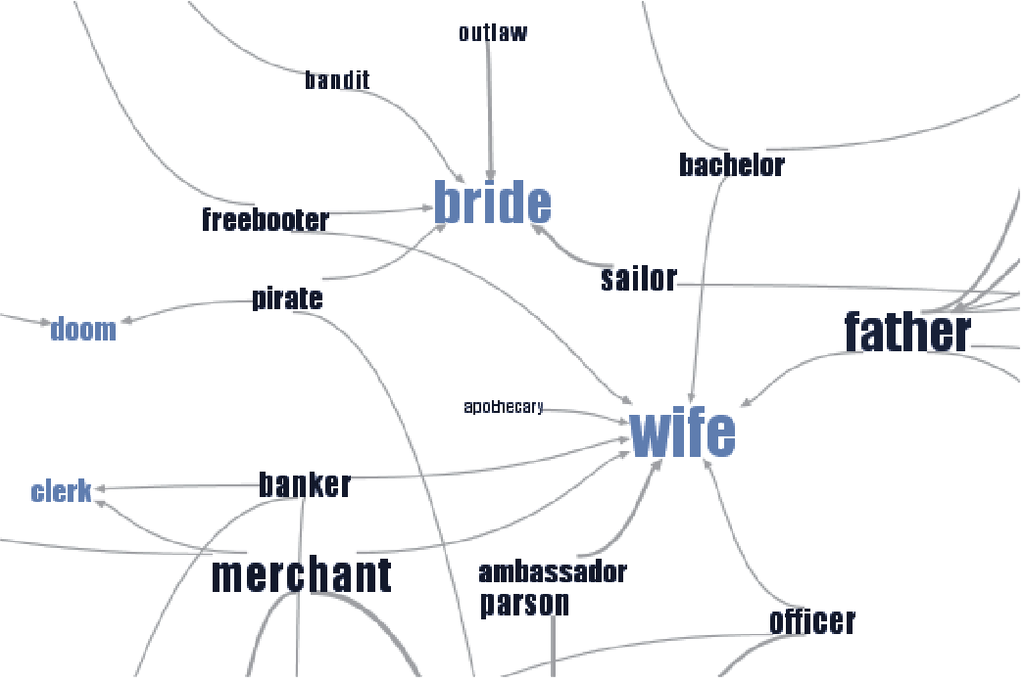 outlaw
bandit
bachelor
bride
freebooter
sailor
pirate
doom
father
apothecary
wife
banker
clerk
merchant
ambassador
parson
officer